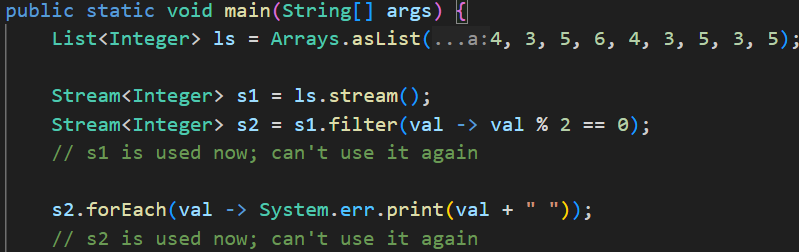 public static void main(String[] args) {
List<Integer> ls = Arrays.asList(...a:4, 3, 5, 6, 4, 3, 5, 3, 5);
Stream<Integer> s1 = ls.stream();
Stream<Integer> s2 = s1.filter(val -> val % 2 == 0);
// s1 is used now; can't use it again
s2.forEach(val -> System.err.print(val + " "));
// s2 is used now; can't use it again